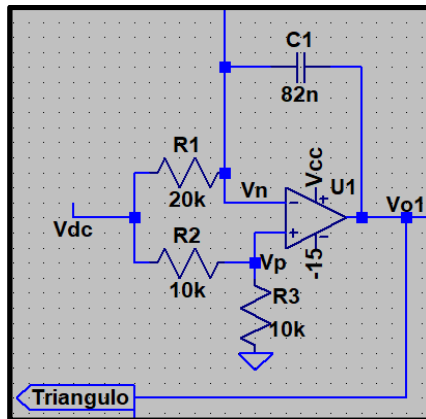 C1
82n
R1
20k
Vn
Vcc
U1
Vo1
Vdc
R2
10k
Vp
-15
R3
10k
Triangulo